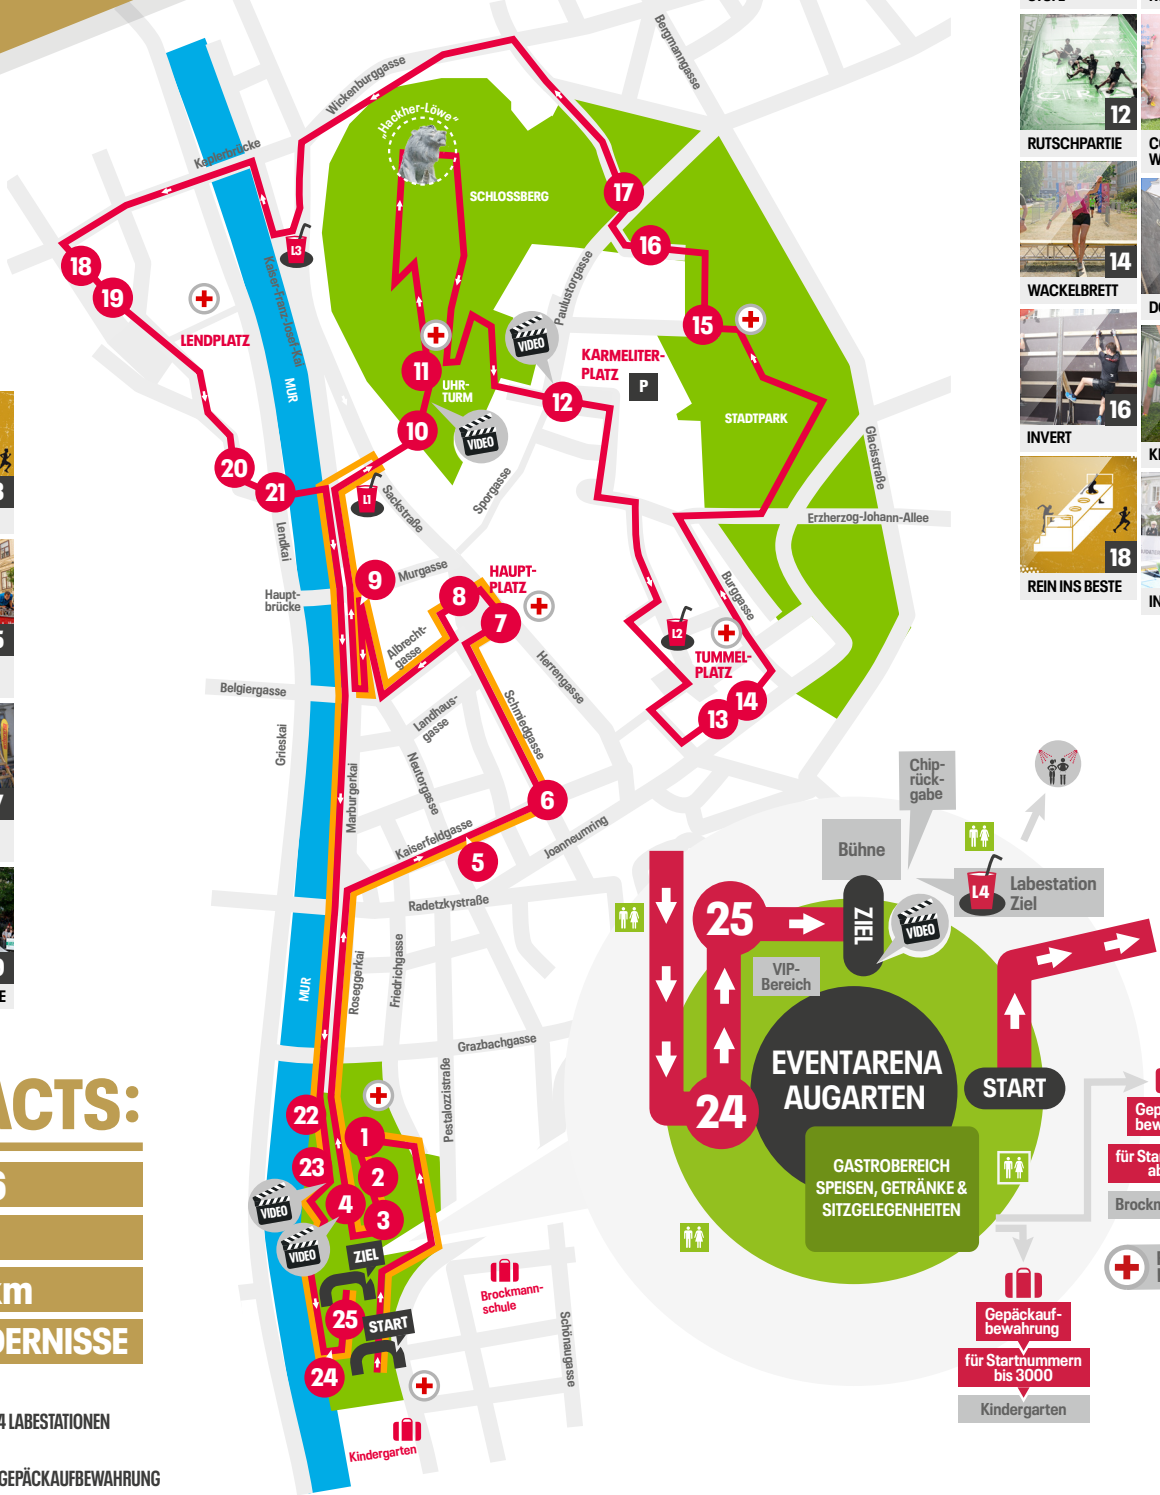 Bergmanngasse
Wickenburggasse
„Hackher-Löwe“
Keplerbrücke
SCHLOSSBERG
17
16
L3
18
19
Kaiser-Franz-Josef-Kai
LENDPLATZ
Paulustorgasse
15
VIDEO
KARMELITER-
PLATZ
P
11
UHR-
TURM
MUR
12
STADTPARK
10
VIDEO
Glacisstraße
20
21
L1
Sackstraße
Sporgasse
Erzherzog-Johann-Allee
Lendkai
9
Murgasse
HAUPT-
PLATZ
8
7
Haupt-
brücke
Burggasse
Albrecht-
gasse
L2
TUMMEL-
PLATZ
Herrengasse
Belgiergasse
Schmiedgasse
14
13
Landhaus-
gasse
Grieskai
Neutorgasse
Marburgerkai
6
Kaiserfeldgasse
Joanneumring
5
Radetzkystraße
Friedrichgasse
Roseggerkai
MUR
Grazbachgasse
Pestalozzistraße
22
1
23
2
4
3
VIDEO
VIDEO
ZIEL
25
START
24
Brockmann-
schule
Schönaugasse
Kindergarten
12
RUTSCHPARTIE
14
WACKELBRETT
16
INVERT
18
REIN INS BESTE
Chip-
rück-
gabe
Bühne
L4
Labestation
Ziel
25
ZIEL
VIDEO
VIP-
Bereich
EVENTARENA
AUGARTEN
START
24
GASTROBEREICH
SPEISEN, GETRÄNKE &
SITZGELEGENHEITEN
Gepäckauf-
bewahrung
für Startnummern
bis 3000
Kindergarten
ACTS:
km
DERNISSE
4 LABESTATIONEN
GEPÄCKAUFBEWAHRUNG